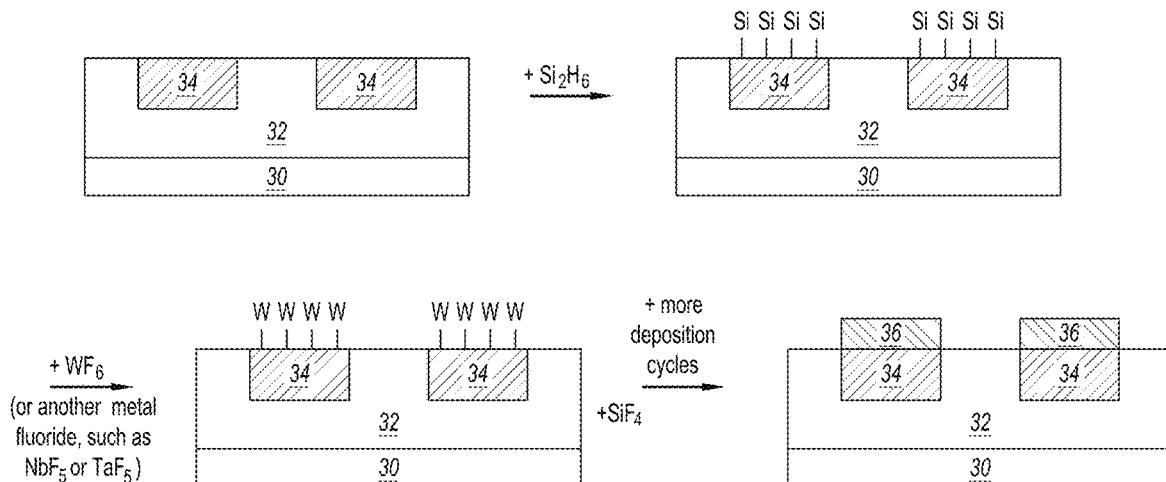 34 34
32
30
+ Si2H6
Si Si Si Si Si Si Si Si
34 34
32
30
+ WF6
(or another metal
fluoride, such as
NbF5 or TaF5)
W W W W W W W W
34 34
32
30
+ more
deposition
cycles
+SiF4
36 36
34 34
32
30